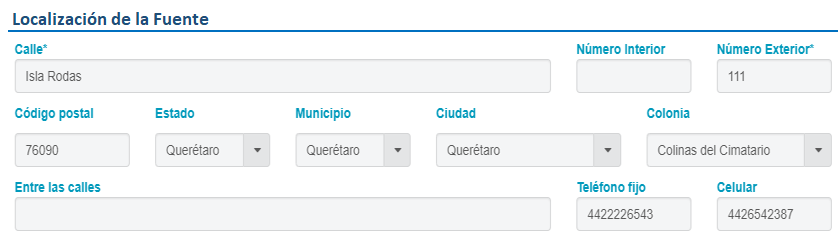 Localización de la Fuente
Calle* Número Interior Número Exterior*
Isla Rodas 111
Código postal Estado Municipio Ciudad Colonia
76090 Querétaro Querétaro Querétaro Colinas del Cimatario
Entre las calles Teléfono fijo Celular
4422226543 4426542387